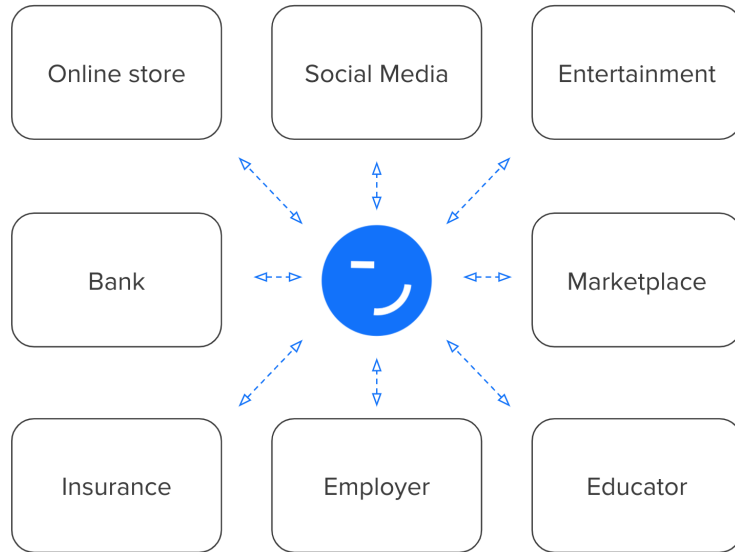 Online store
Social Media
Entertainment
Bank
Marketplace
Insurance
Employer
Educator